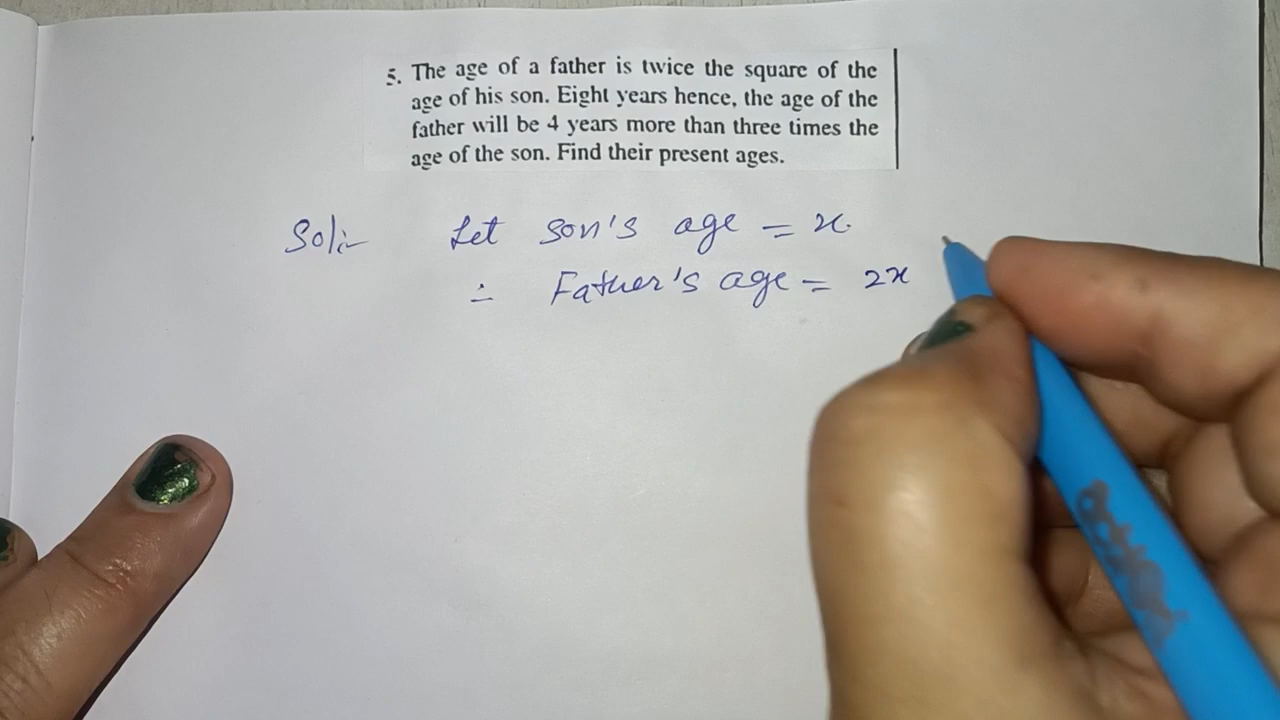 5. The age of a father is twice the square of the
age of his son. Eight years hence, the age of the
father will be 4 years more than three times the
age of the son. Find their present ages.
Sol:- Let son's age = x.
∴ Father's age = 2x